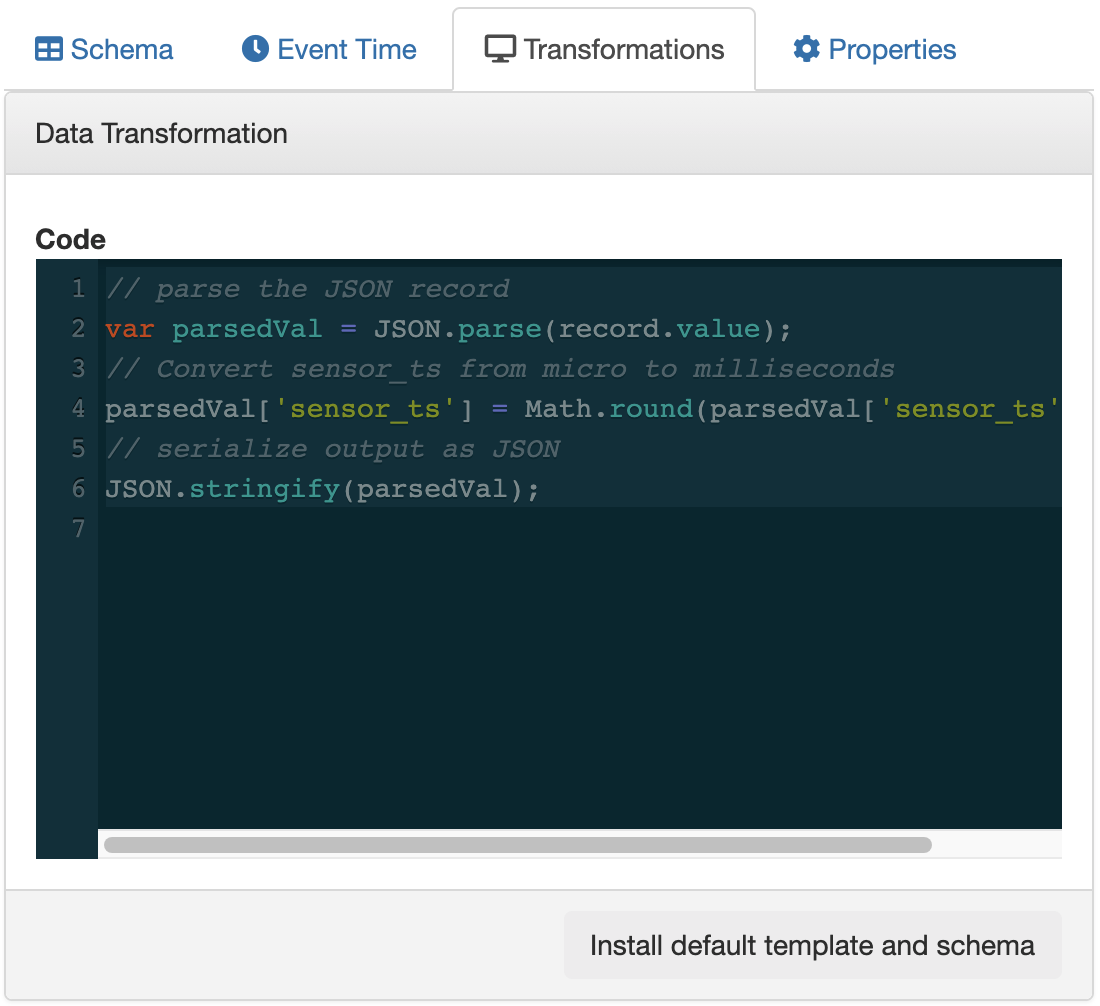 Schema Event Time Transformations Properties
Data Transformation
Code
1 // parse the JSON record
2 var parsedVal = JSON.parse(record.value);
3 // Convert sensor_ts from micro to milliseconds
4 parsedVal['sensor_ts'] = Math.round(parsedVal['sensor_ts'
5 // serialize output as JSON
6 JSON.stringify(parsedVal);
7
Install default template and schema